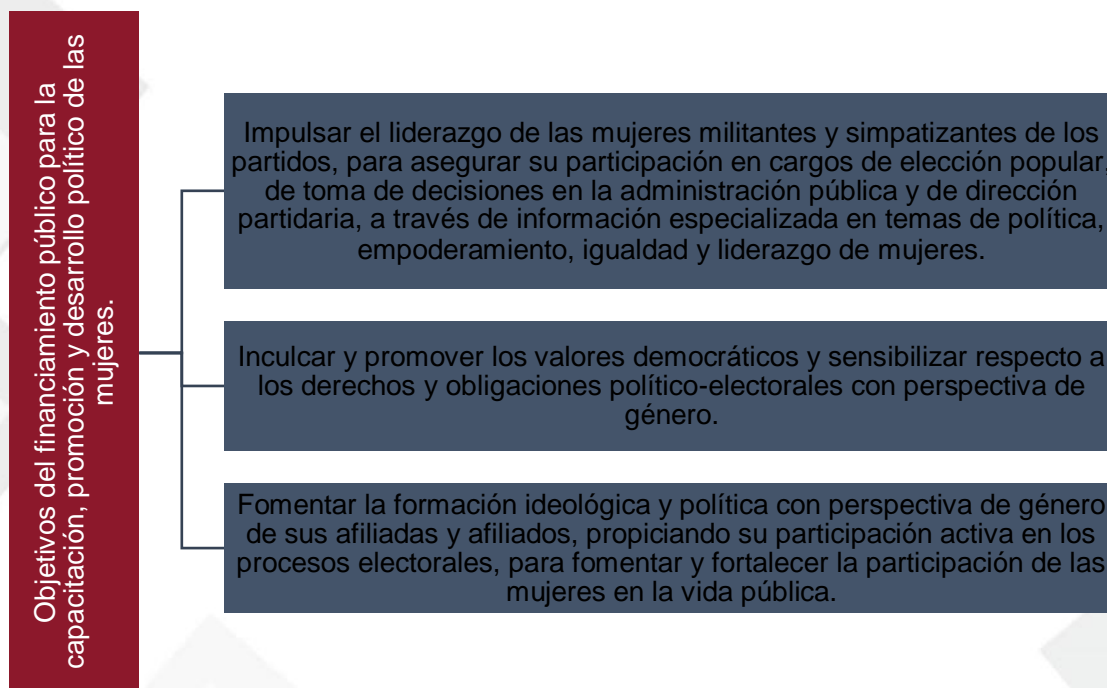 Objetivos del financiamiento público para la
capacitación, promoción y desarrollo político de las
mujeres.
Impulsar el liderazgo de las mujeres militantes y simpatizantes de los
partidos, para asegurar su participación en cargos de elección popular,
de toma de decisiones en la administración pública y de dirección
partidaria, a través de información especializada en temas de política,
empoderamiento, igualdad y liderazgo de mujeres.
Inculcar y promover los valores democráticos y sensibilizar respecto a
los derechos y obligaciones político-electorales con perspectiva de
género.
Fomentar la formación ideológica y política con perspectiva de género
de sus afiliadas y afiliados, propiciando su participación activa en los
procesos electorales, para fomentar y fortalecer la participación de las
mujeres en la vida pública.